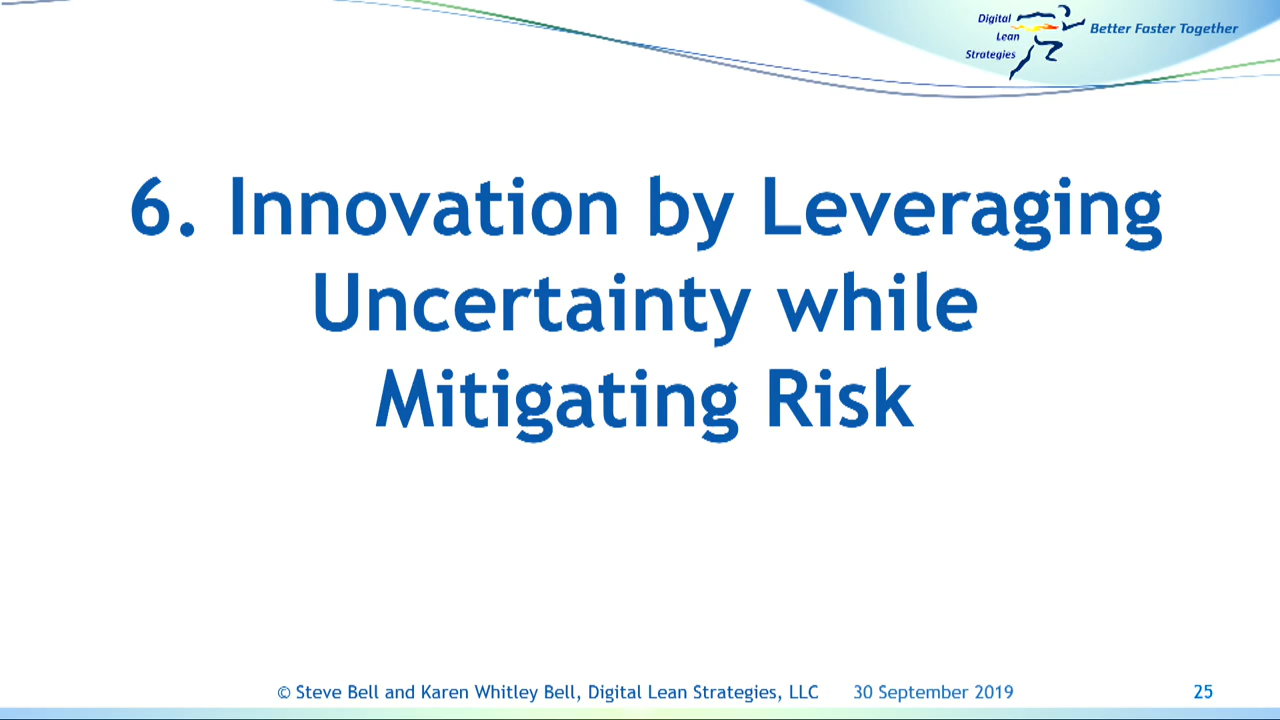 Digital
Lean
Strategies
Better Faster Together
6. Innovation by Leveraging
Uncertainty while
Mitigating Risk
© Steve Bell and Karen Whitley Bell, Digital Lean Strategies, LLC 30 September 2019 25